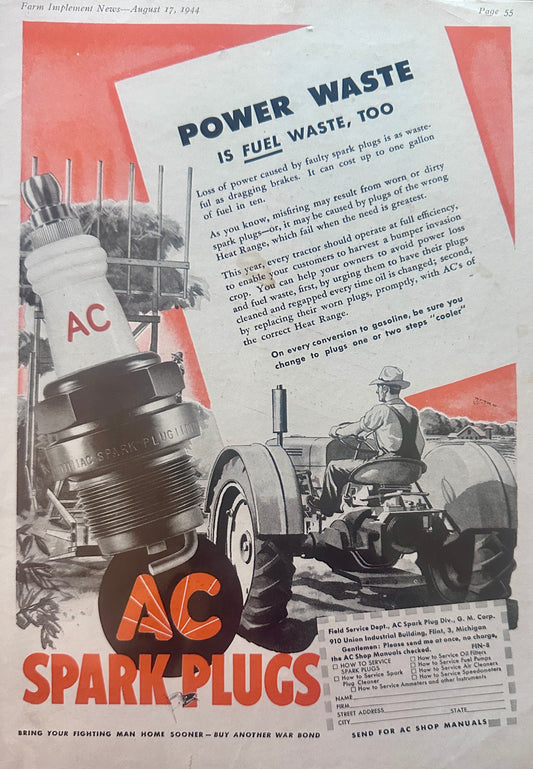 Farm Implement News—August 17, 1944
Page 55
POWER WASTE
IS FUEL WASTE, TOO
Loss of power caused by faulty spark plugs is as waste-
ful as dragging brakes. It can cost up to one gallon
of fuel in ten.
As you know, misfiring may result from worn or dirty
spark plugs—or, it may be caused by plugs of the wrong
Heat Range, which fail when the need is greatest.
This year, every tractor should operate at full efficiency,
to enable your customers to harvest a bumper invasion
crop. You can help your owners to avoid power loss
and fuel waste, first, by urging them to have their plugs
cleaned and regapped every time oil is changed; second,
by replacing their worn plugs, promptly, with AC's of
the correct Heat Range.
On every conversion to gasoline, be sure you
change to plugs one or two steps "cooler"
AC
AC SPARK PLUG
AC
SPARK PLUGS
Field Service Dept., AC Spark Plug Div., G. M. Corp.
910 Union Industrial Building, Flint, 3, Michigan
Gentlemen: Please send me at once, no charge,
the AC Shop Manuals checked. FIN-8
HOW TO SERVICE SPARK PLUGS
How to Service Spark Plug Cleaner
How to Service Oil Filters
How to Service Fuel Pumps
How to Service Air Cleaners
How to Service Speedometers
How to Service Ammeters and other Instruments
NAME
FIRM
STREET ADDRESS STATE
CITY
BRING YOUR FIGHTING MAN HOME SOONER—BUY ANOTHER WAR BOND
SEND FOR AC SHOP MANUALS